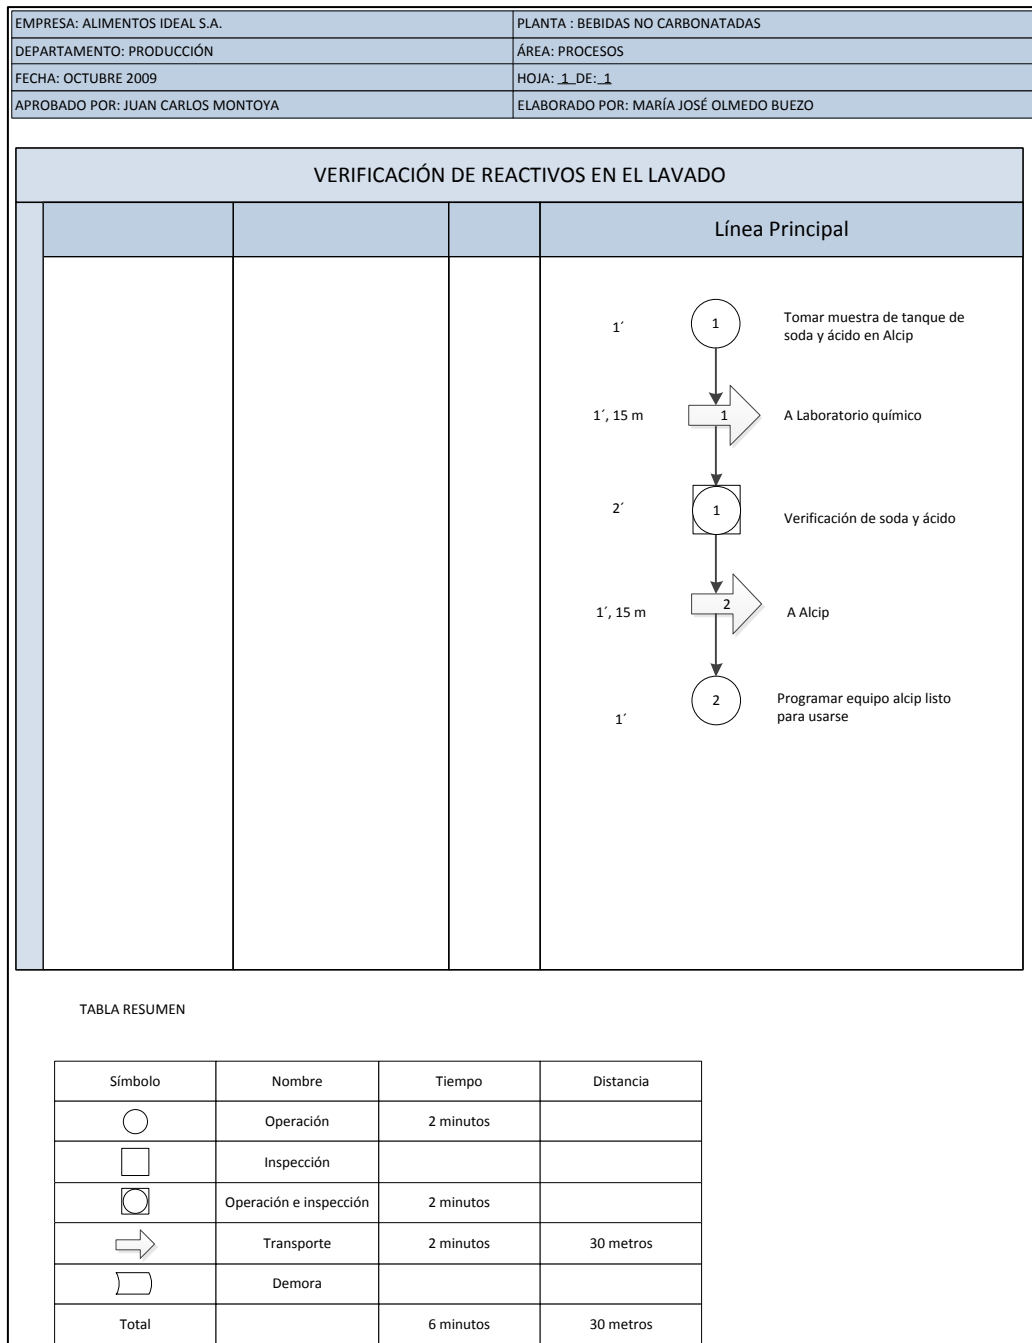 EMPRESA: ALIMENTOS IDEAL S.A.
PLANTA : BEBIDAS NO CARBONATADAS
DEPARTAMENTO: PRODUCCIÓN
ÁREA: PROCESOS
FECHA: OCTUBRE 2009
HOJA: 1 DE: 1
APROBADO POR: JUAN CARLOS MONTOYA
ELABORADO POR: MARÍA JOSÉ OLMEDO BUEZO
VERIFICACIÓN DE REACTIVOS EN EL LAVADO
Línea Principal
1´
1
Tomar muestra de tanque de
soda y ácido en Alcip
1´, 15 m
1
A Laboratorio químico
2´
1
Verificación de soda y ácido
1´, 15 m
2
A Alcip
1´
2
Programar equipo alcip listo
para usarse
TABLA RESUMEN
Símbolo Nombre Tiempo Distancia
Operación 2 minutos
Inspección
Operación e inspección 2 minutos
Transporte 2 minutos 30 metros
Demora
Total 6 minutos 30 metros